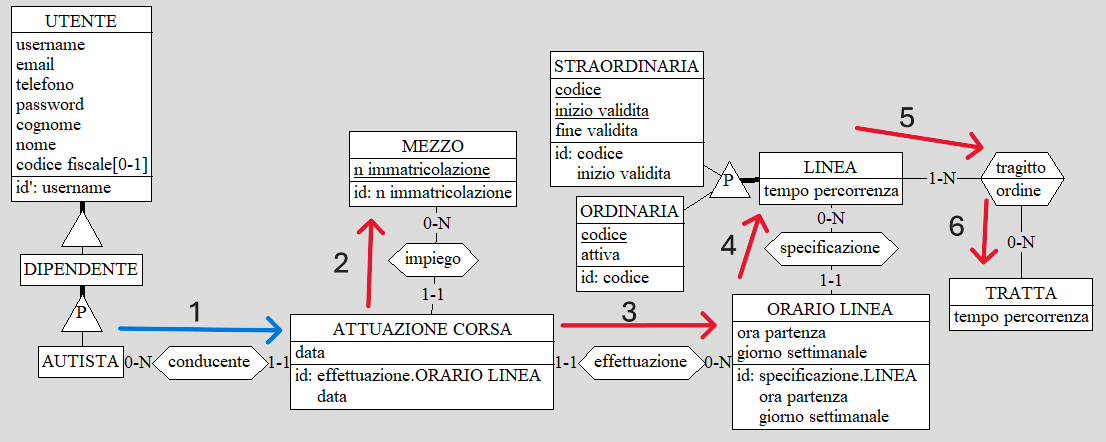 UTENTE
username
email
telefono
password
cognome
nome
codice fiscale[0-1]
id': username
DIPENDENTE
P
AUTISTA
0-N
conducente
1-1
1
ATTUAZIONE CORSA
data
id: effettuazione.ORARIO LINEA
data
2
MEZZO
n immatricolazione
id: n immatricolazione
0-N
impiego
1-1
3
1-1
effettuazione
0-N
STRAORDINARIA
codice
inizio validita
fine validita
id: codice
inizio validita
ORDINARIA
codice
attiva
id: codice
P
4
LINEA
tempo percorrenza
0-N
specificazione
1-1
ORARIO LINEA
ora partenza
giorno settimanale
id: specificazione.LINEA
ora partenza
giorno settimanale
5
1-N
tragitto
ordine
6
0-N
TRATTA
tempo percorrenza